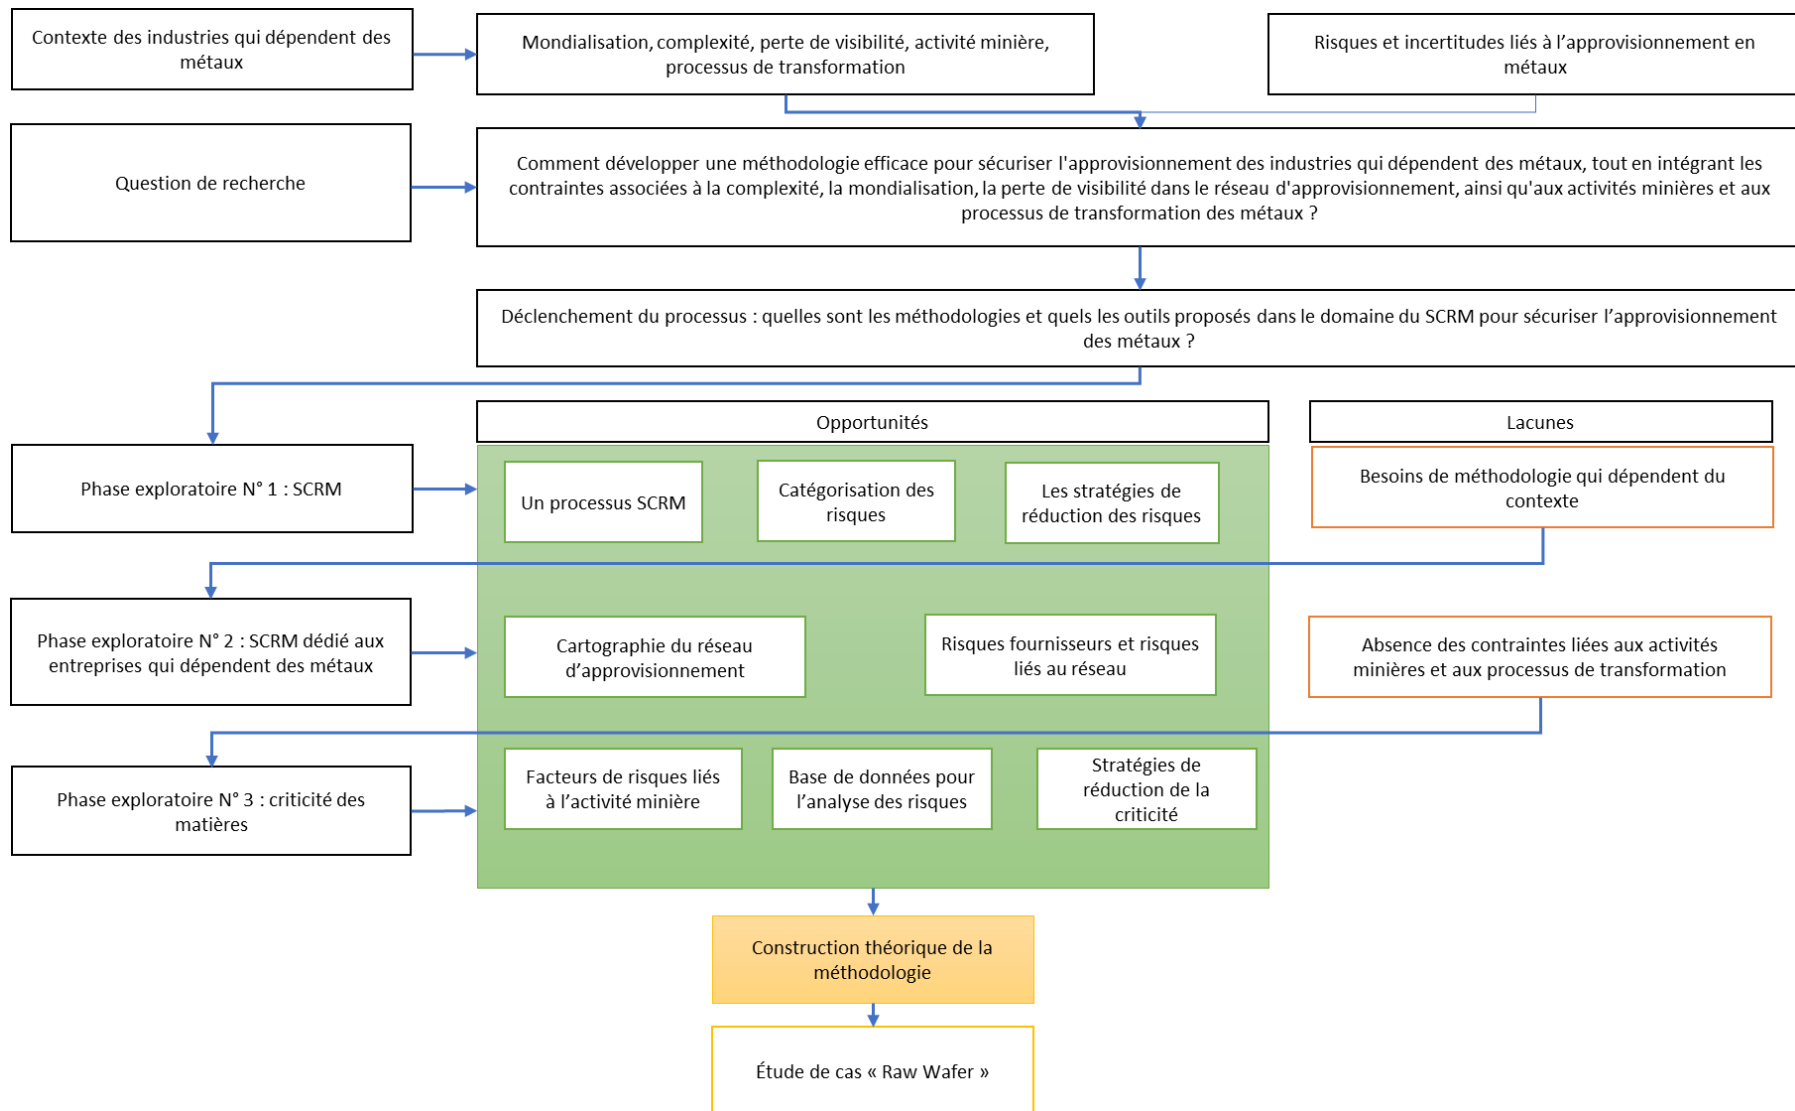 Contexte des industries qui dépendent des
métaux
Mondialisation, complexité, perte de visibilité, activité minière,
processus de transformation
Risques et incertitudes liés à l’approvisionnement en
métaux
Question de recherche
Comment développer une méthodologie efficace pour sécuriser l'approvisionnement des industries qui dépendent des métaux, tout en intégrant les
contraintes associées à la complexité, la mondialisation, la perte de visibilité dans le réseau d'approvisionnement, ainsi qu'aux activités minières et aux
processus de transformation des métaux ?
Déclenchement du processus : quelles sont les méthodologies et quels les outils proposés dans le domaine du SCRM pour sécuriser l’approvisionnement
des métaux ?
Opportunités
Lacunes
Phase exploratoire N° 1 : SCRM
Un processus SCRM
Catégorisation des
risques
Les stratégies de
réduction des risques
Besoins de méthodologie qui dépendent du
contexte
Phase exploratoire N° 2 : SCRM dédié aux
entreprises qui dépendent des métaux
Cartographie du réseau
d’approvisionnement
Risques fournisseurs et risques
liés au réseau
Absence des contraintes liées aux activités
minières et aux processus de transformation
Phase exploratoire N° 3 : criticité des
matières
Facteurs de risques liés
à l’activité minière
Base de données pour
l’analyse des risques
Stratégies de
réduction de la
criticité
Construction théorique de la
méthodologie
Étude de cas « Raw Wafer »